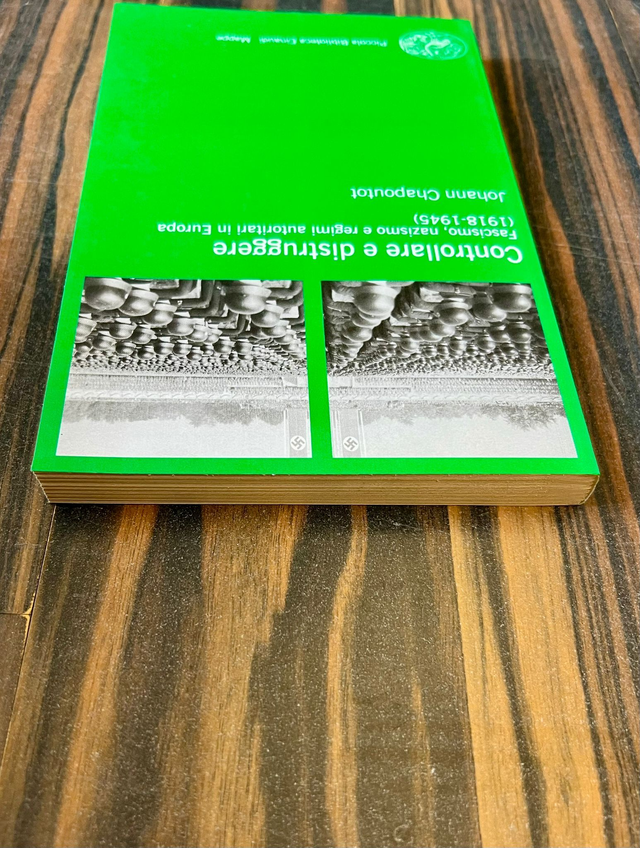 Controllare e distruggere
Fascismo, nazismo e regimi autoritari in Europa
(1918-1945)
Johann Chapoutot
Piccola Biblioteca Einaudi Mappe